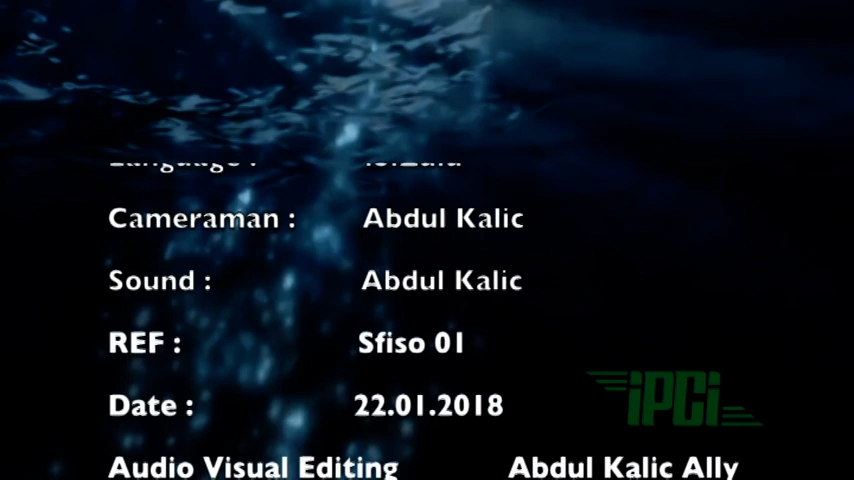 Language :
Cameraman : Abdul Kalic
Sound : Abdul Kalic
REF : Sfiso 01
Date : 22.01.2018
iPCi
Audio Visual Editing Abdul Kalic Ally